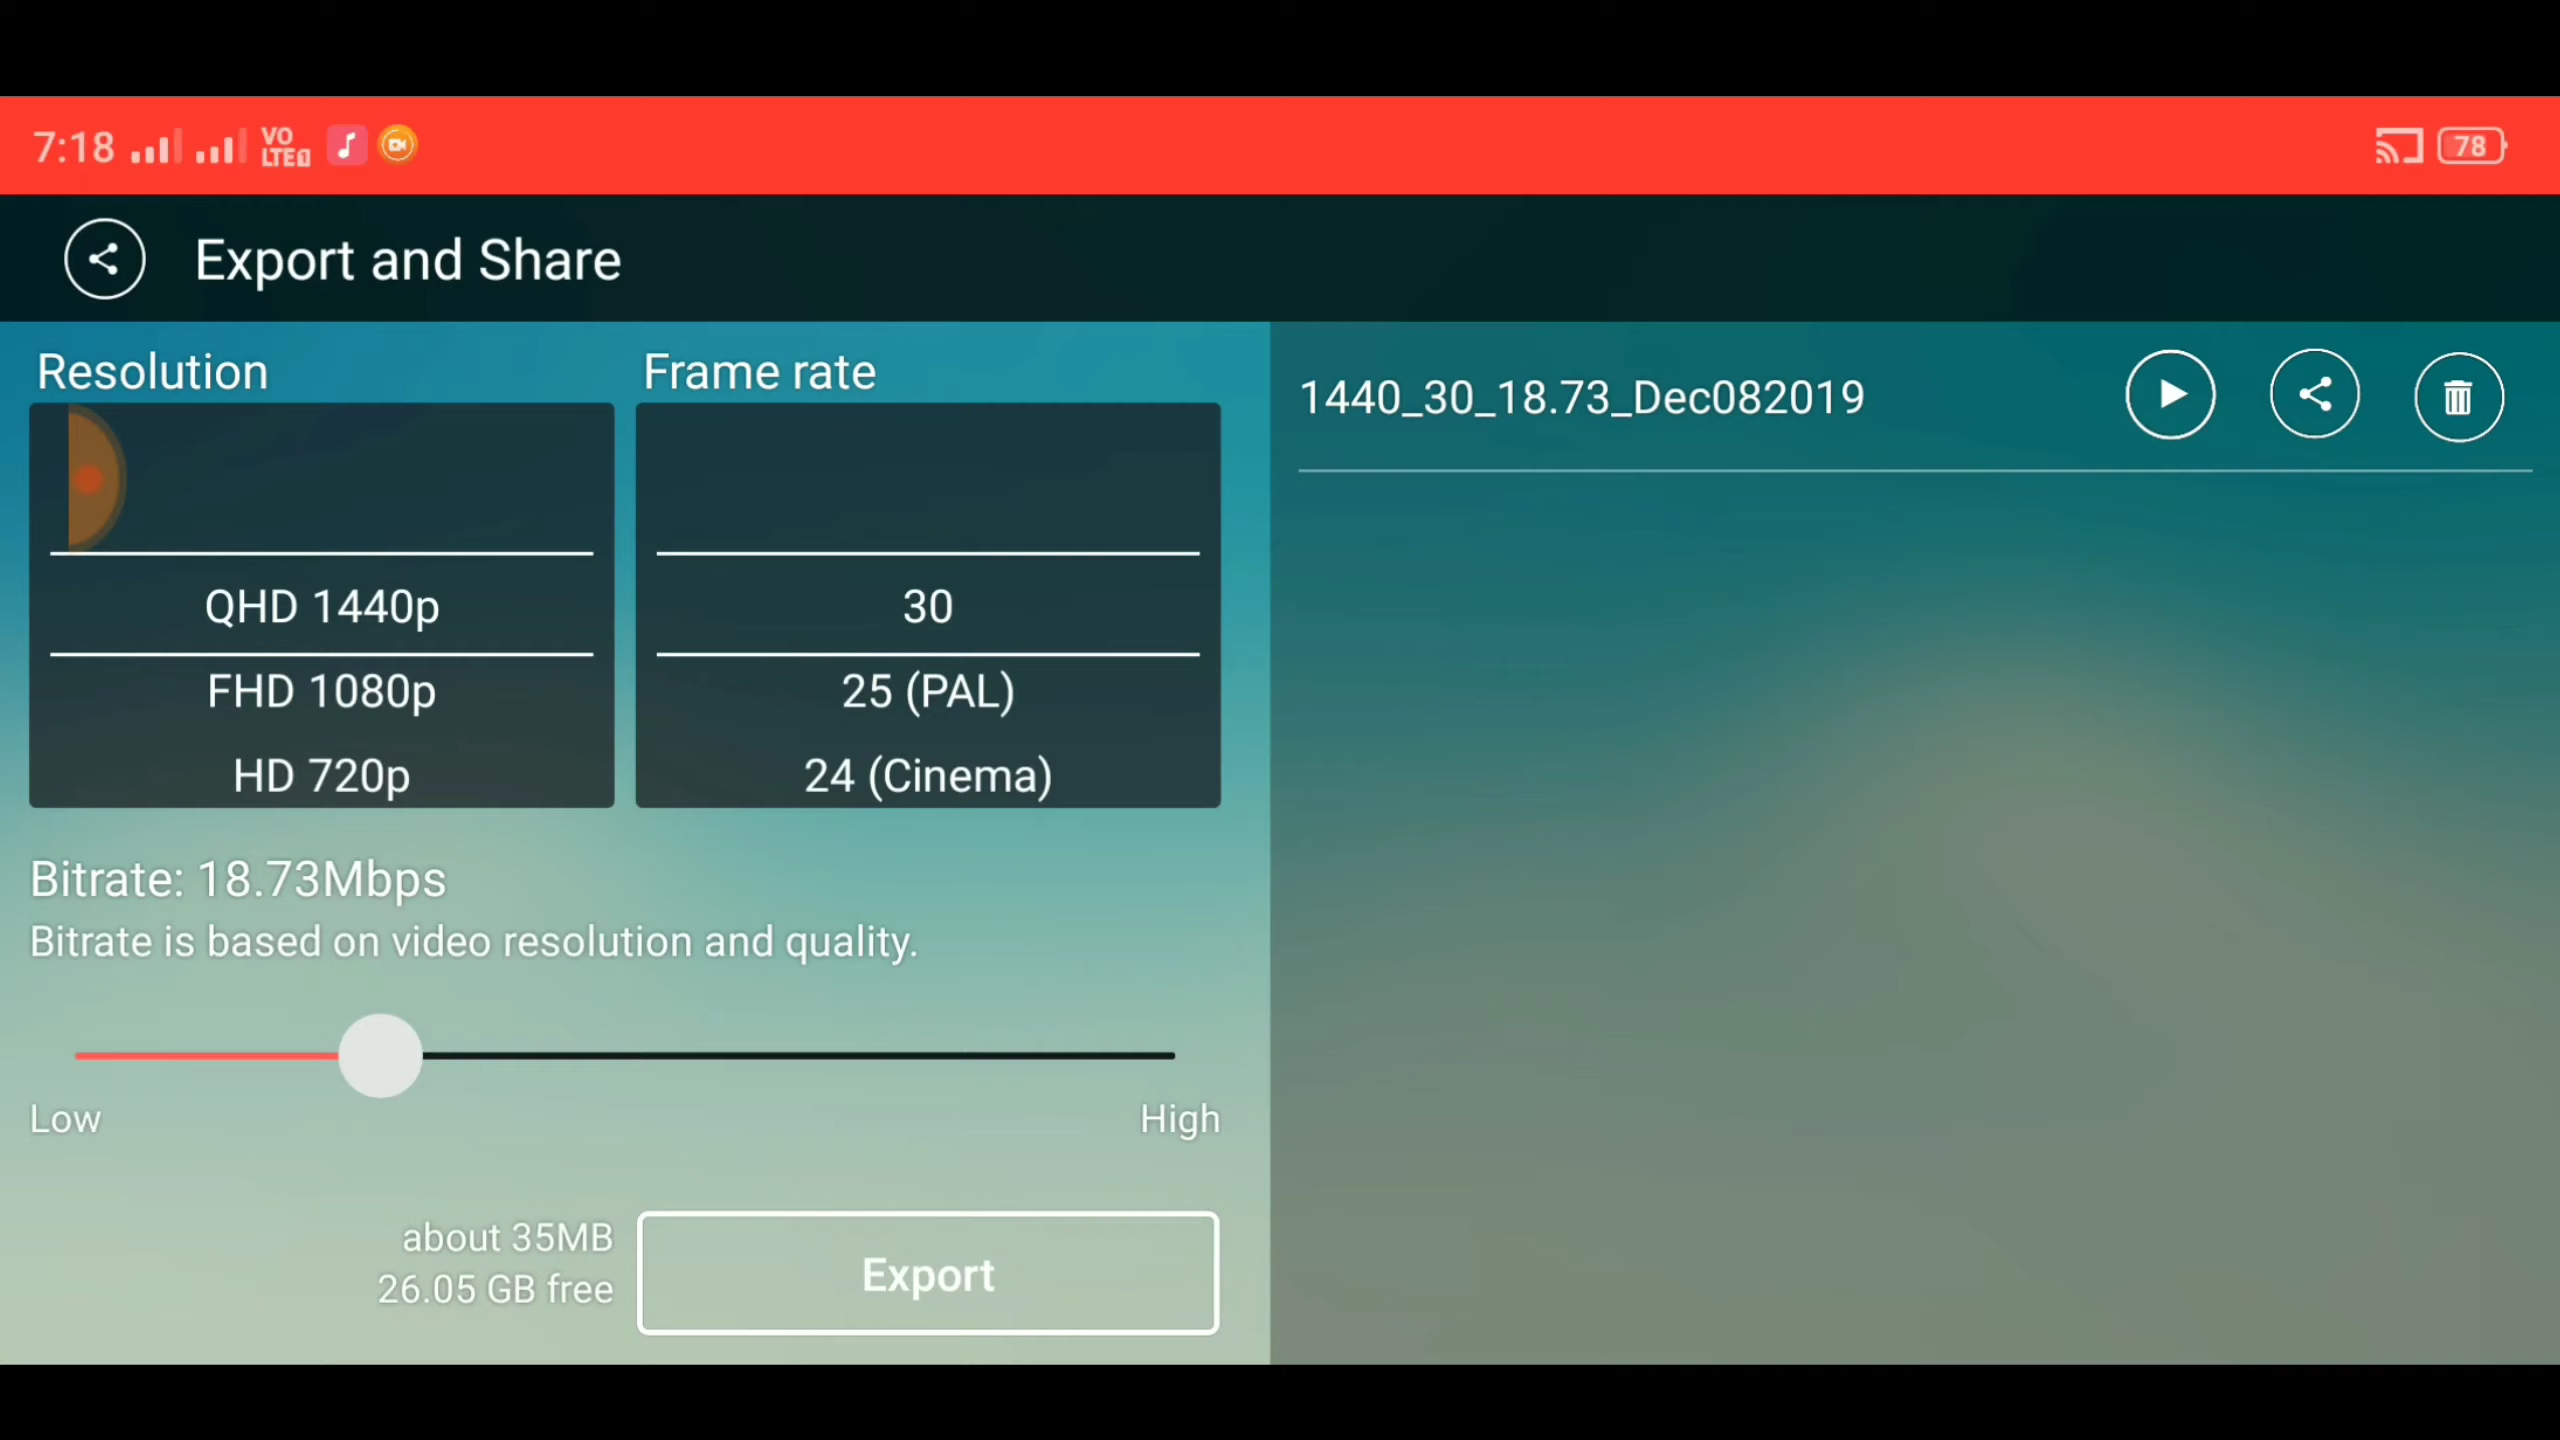 7:18 VO LTE1 78
Export and Share
Resolution
Frame rate
QHD 1440p
FHD 1080p
HD 720p
30
25 (PAL)
24 (Cinema)
Bitrate: 18.73Mbps
Bitrate is based on video resolution and quality.
Low
High
about 35MB
26.05 GB free
Export
1440_30_18.73_Dec082019